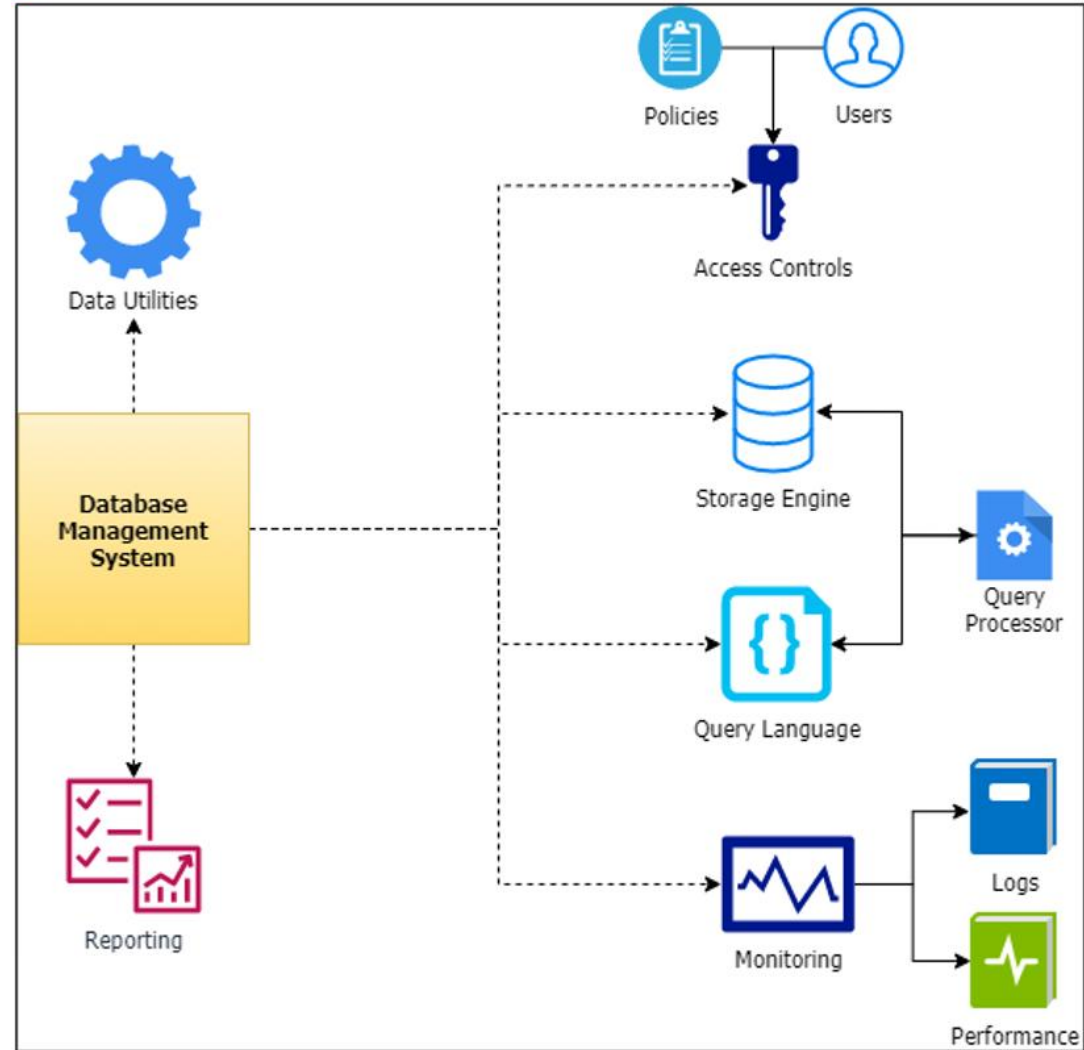 Policies
Users
Access Controls
Data Utilities
Storage Engine
Database
Management
System
Query
Processor
Query Language
Logs
Reporting
Monitoring
Performance